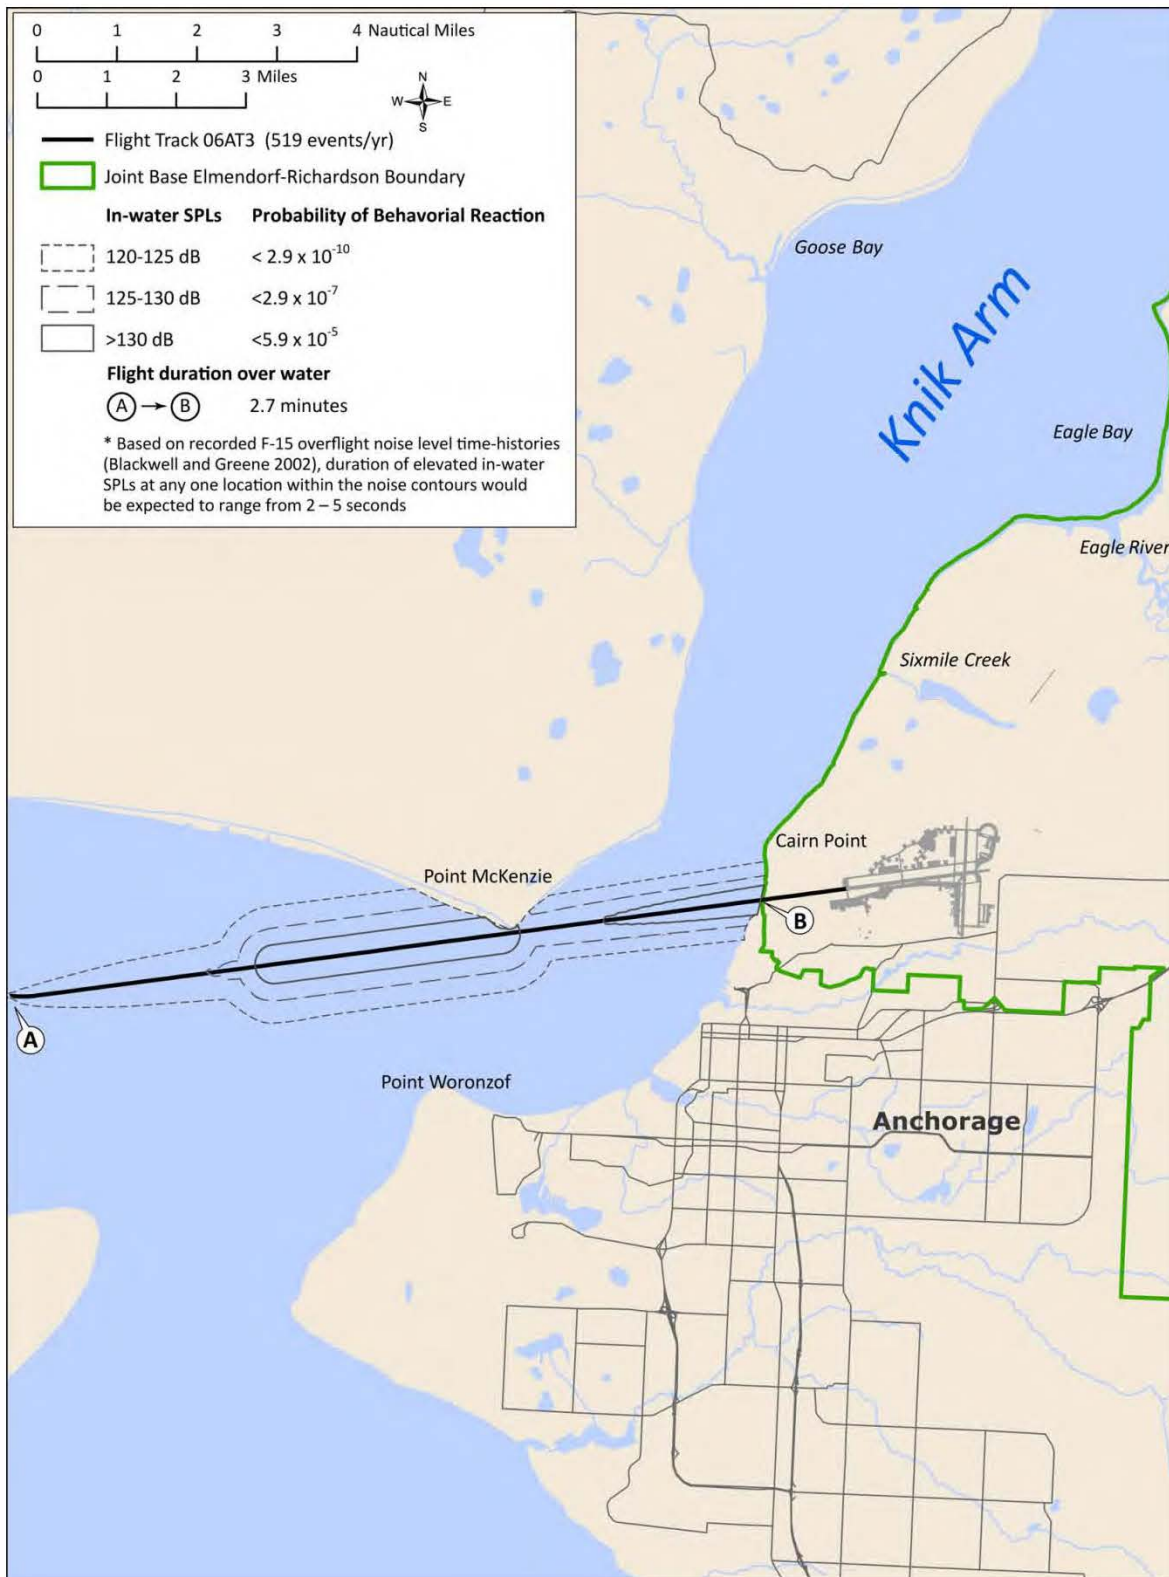 0 1 2 3 4 Nautical Miles
0 1 2 3 Miles
N
W E
S
Flight Track 06AT3 (519 events/yr)
Joint Base Elmendorf-Richardson Boundary
In-water SPLs Probability of Behavorial Reaction
120-125 dB < 2.9 x 10-10
125-130 dB <2.9 x 10-7
>130 dB <5.9 x 10-5
Flight duration over water
A → B 2.7 minutes
* Based on recorded F-15 overflight noise level time-histories
(Blackwell and Greene 2002), duration of elevated in-water
SPLs at any one location within the noise contours would
be expected to range from 2 – 5 seconds
Goose Bay
Knik Arm
Eagle Bay
Eagle River
Sixmile Creek
Cairn Point
Point McKenzie
B
A
Point Woronzof
Anchorage